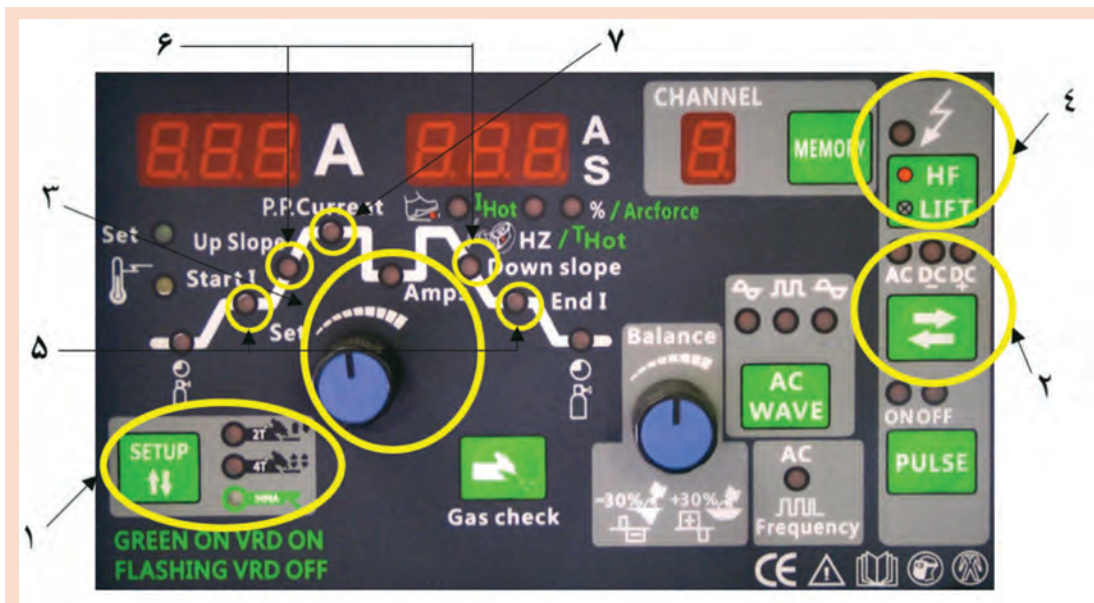 ۶
۷
CHANNEL
888 A 888 A
S
8 MEMORY
HF
LIFT
۴
۳
P.P.Current
IHot % / Arcforce
Set
Up Slope
HZ / THot
Down slope
Start I
Amps
End I
Set
AC DC DC
- +
۵
Balance
۲
AC
WAVE
ON OFF
PULSE
SETUP
2T
4T
MMA
Gas check
-30% +30%
AC
Frequency
۱
GREEN ON VRD ON
FLASHING VRD OFF
CE